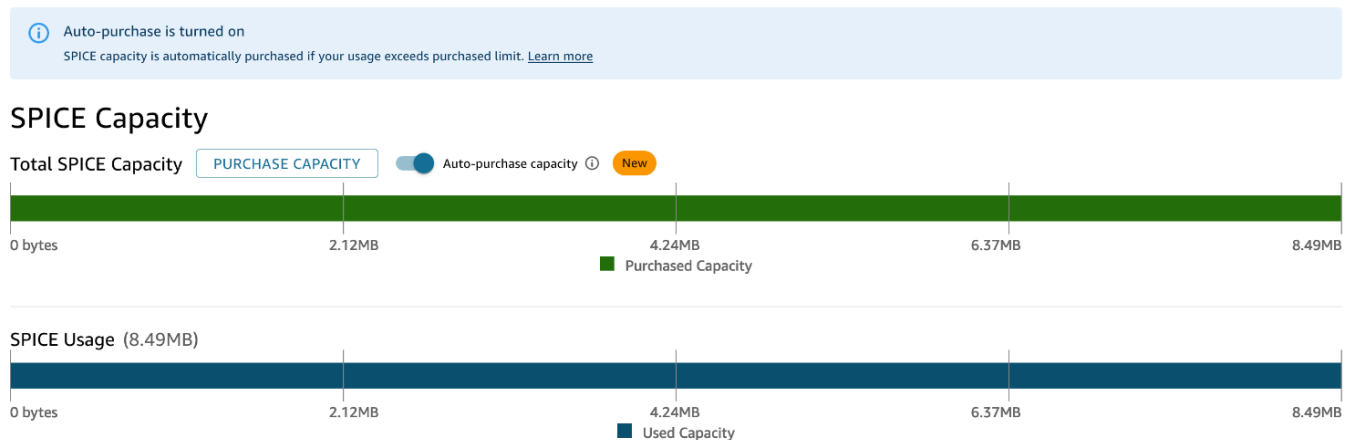 Auto-purchase is turned on
SPICE capacity is automatically purchased if your usage exceeds purchased limit. Learn more
SPICE Capacity
Total SPICE Capacity PURCHASE CAPACITY Auto-purchase capacity New
0 bytes 2.12MB 4.24MB 6.37MB 8.49MB
Purchased Capacity
SPICE Usage (8.49MB)
0 bytes 2.12MB 4.24MB 6.37MB 8.49MB
Used Capacity